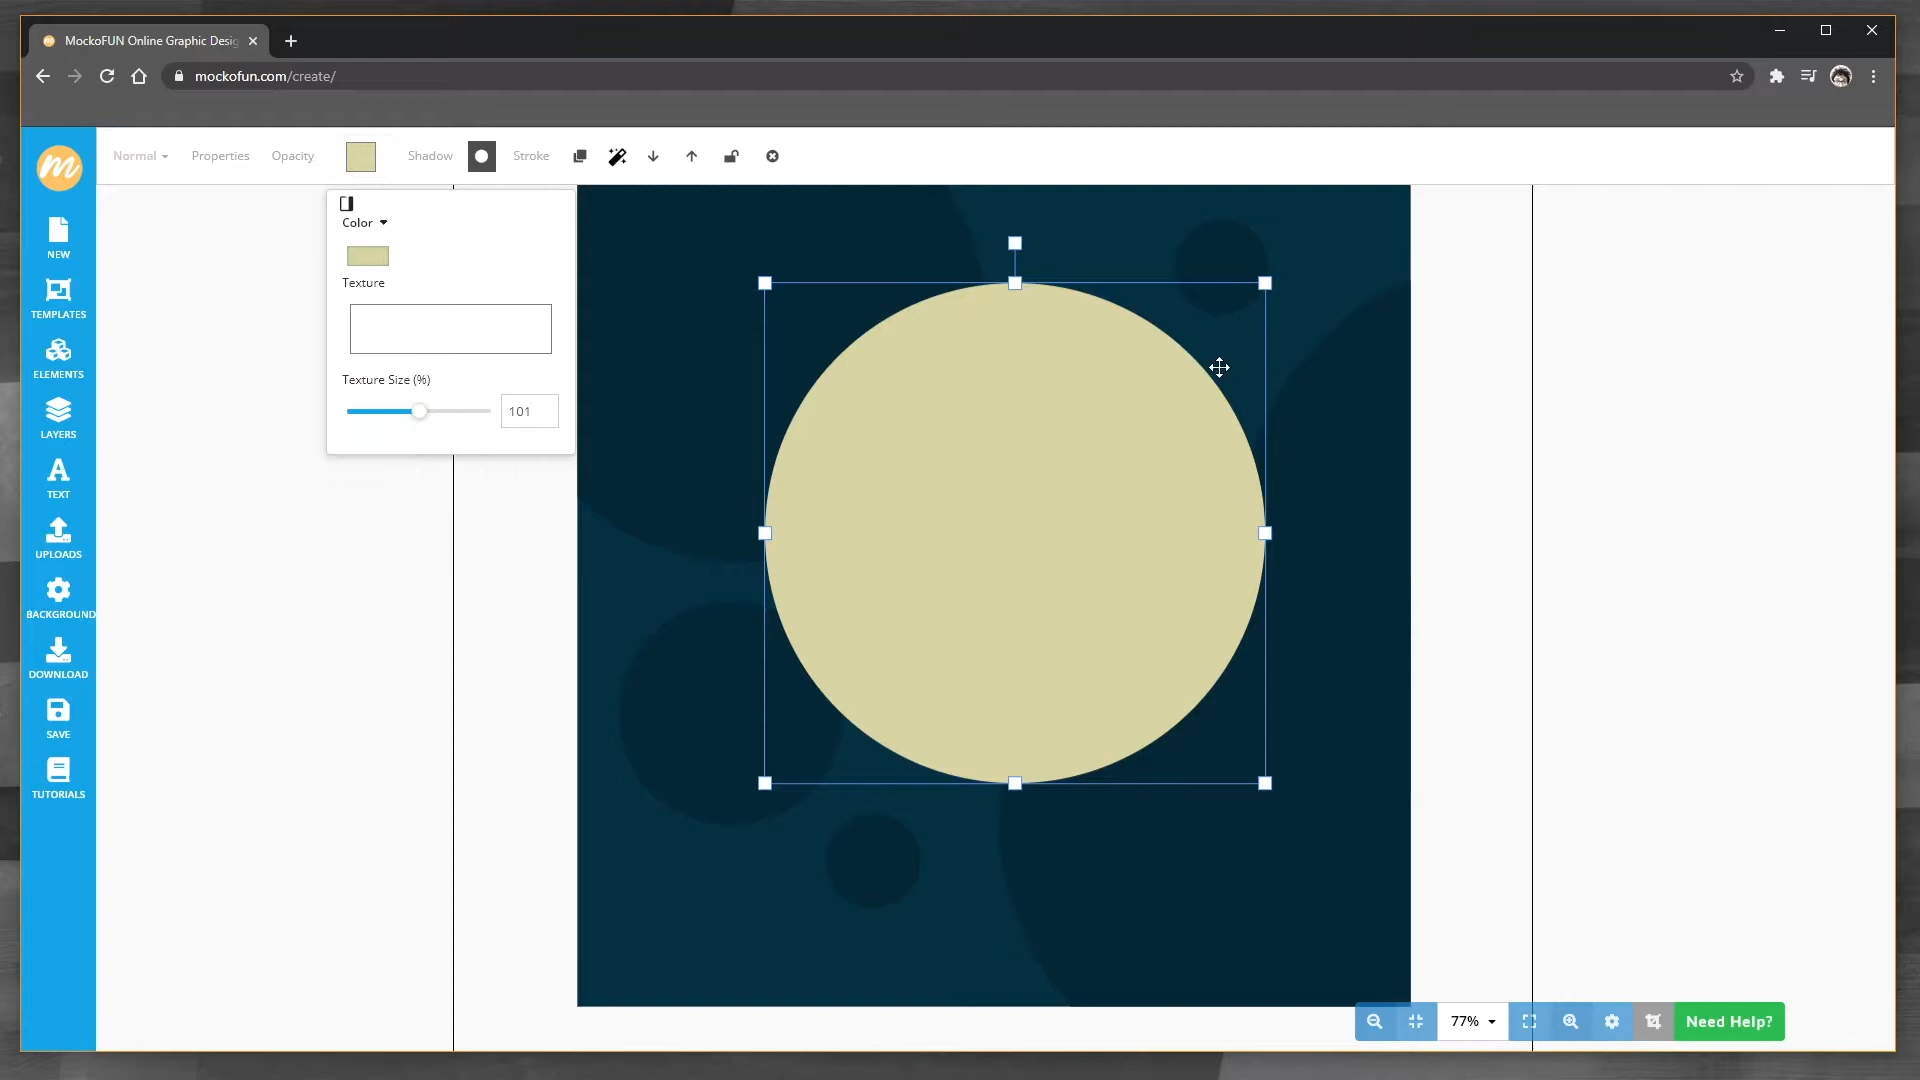 MockoFUN Online Graphic Desig
mockofun.com/create/
Normal
Properties
Opacity
Shadow
Stroke
NEW
TEMPLATES
ELEMENTS
LAYERS
TEXT
UPLOADS
BACKGROUND
DOWNLOAD
SAVE
TUTORIALS
Color
Texture
Texture Size (%)
101
77%
Need Help?